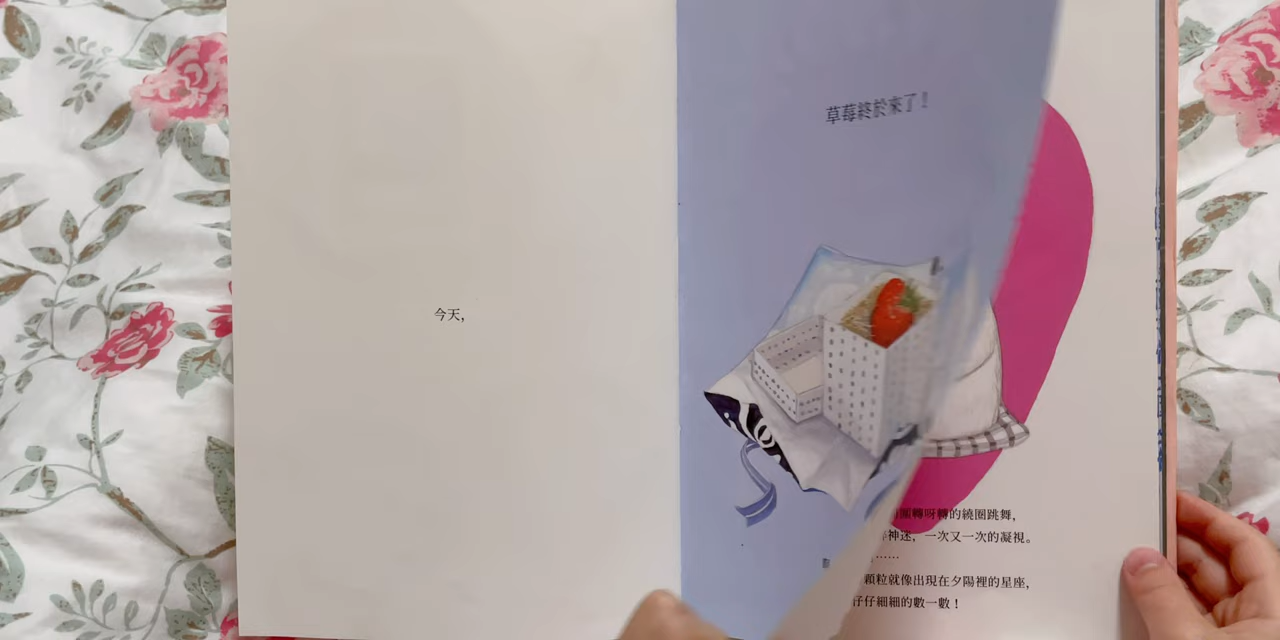 今天，
草莓終於來了！
團轉呀轉的繞圈跳舞，
神迷，一次又一次的凝視。
……
顆粒就像出現在夕陽裡的星座，
仔仔細細的數一數！